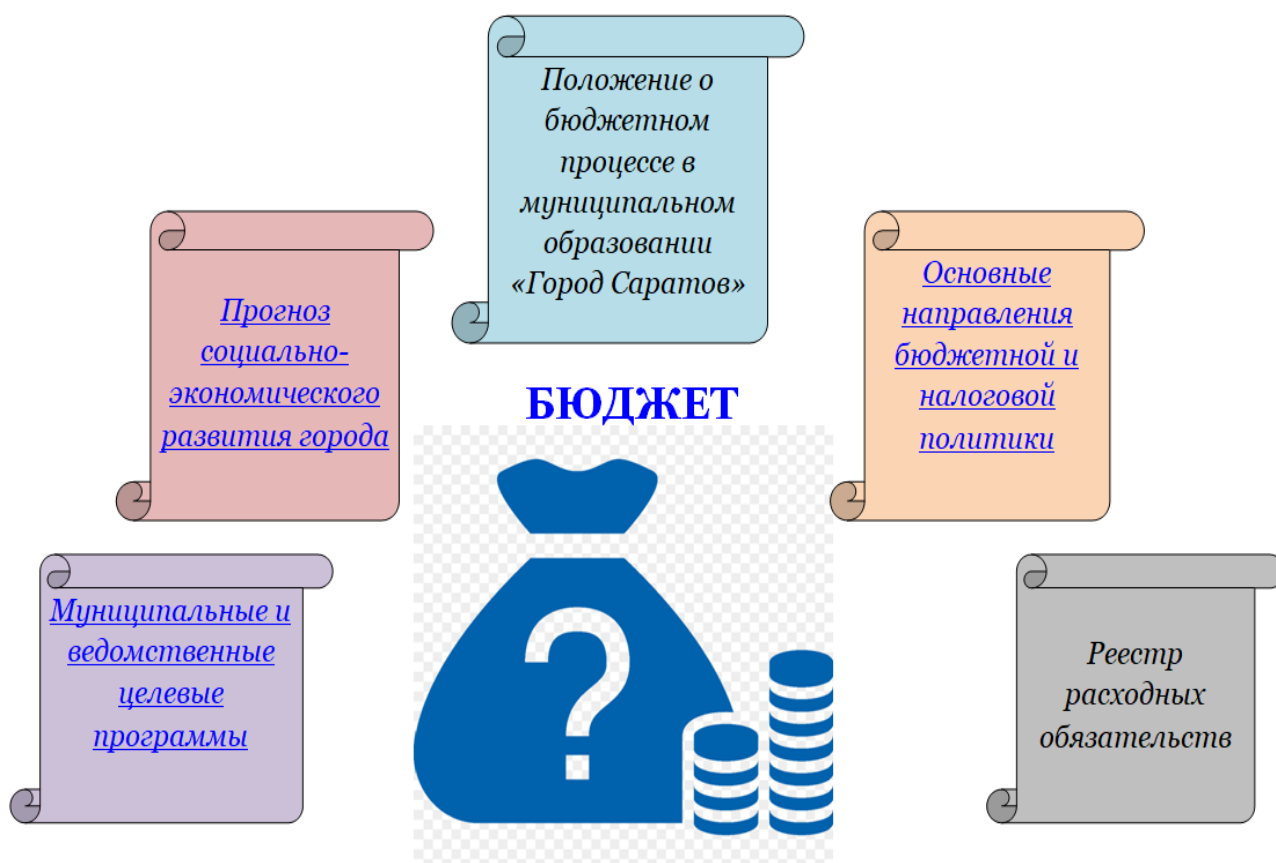 Положение о
бюджетном
процессе в
муниципальном
образовании
«Город Саратов»
Прогноз
социально-
экономического
развития города
Основные
направления
бюджетной и
налоговой
политики
БЮДЖЕТ
Муниципальные и
ведомственные
целевые
программы
?
Реестр
расходных
обязательств